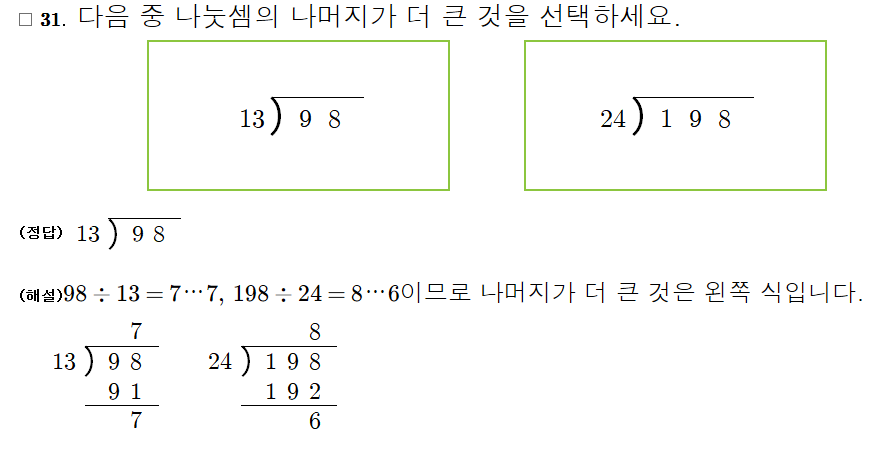 □ 31. 다음 중 나눗셈의 나머지가 더 큰 것을 선택하세요.
13 ) 9 8
24 ) 1 9 8
(정답) 13 ) 9 8
(해설)98 ÷ 13 = 7⋯7, 198 ÷ 24 = 8⋯6이므로 나머지가 더 큰 것은 왼쪽 식입니다.
7
13 ) 9 8
9 1
7
8
24 ) 1 9 8
1 9 2
6